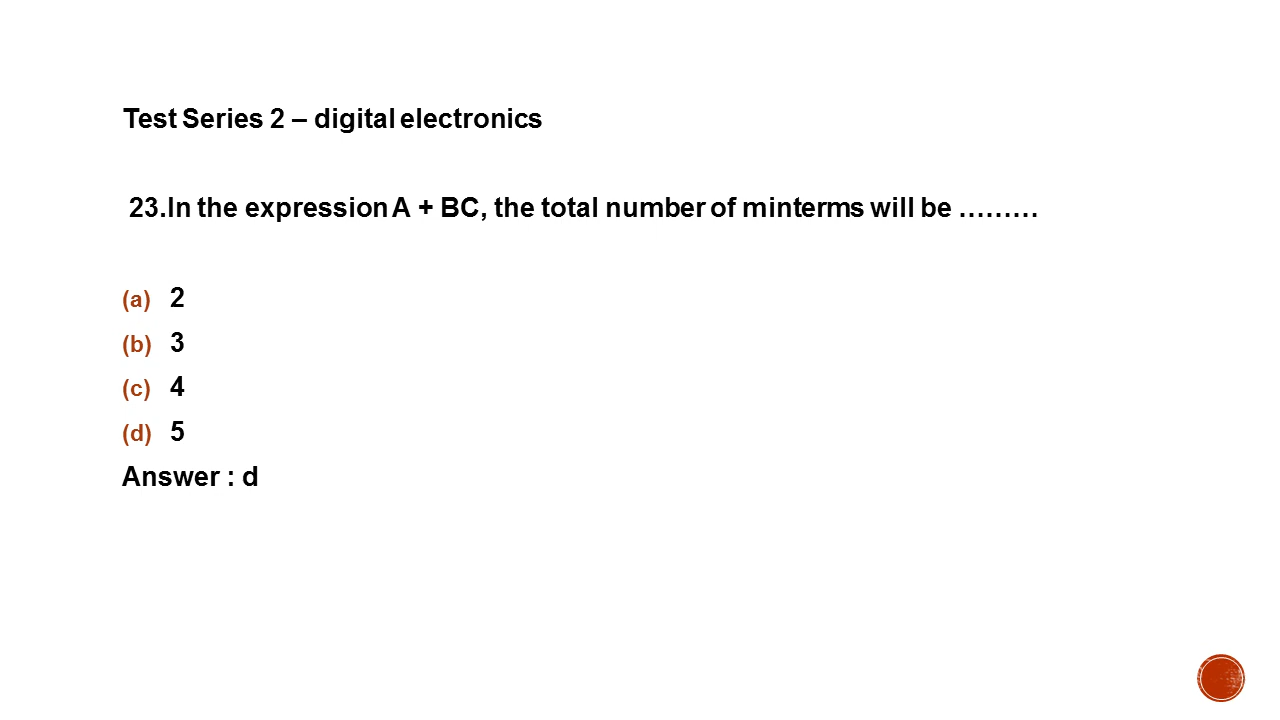 Test Series 2 – digital electronics
23.In the expression A + BC, the total number of minterms will be ………
(a) 2
(b) 3
(c) 4
(d) 5
Answer : d